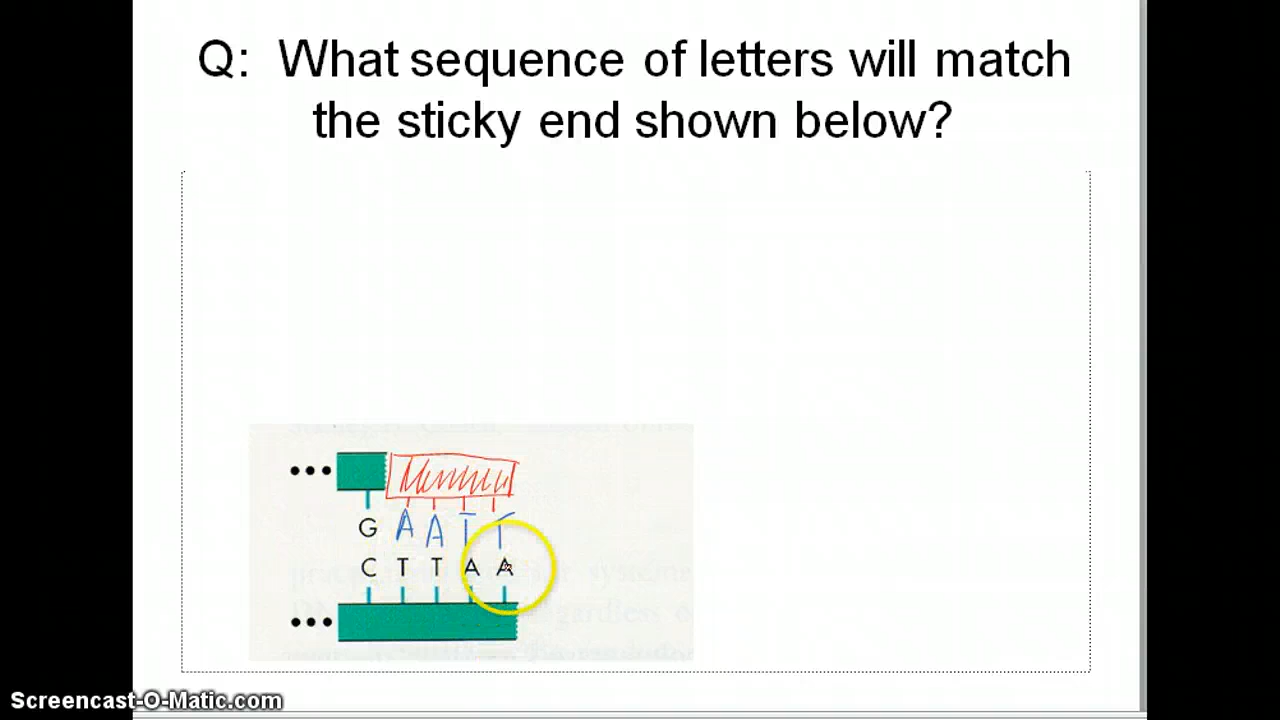 Q: What sequence of letters will match
the sticky end shown below?
G A A T T
C T T A A
Screencast-O-Matic.com